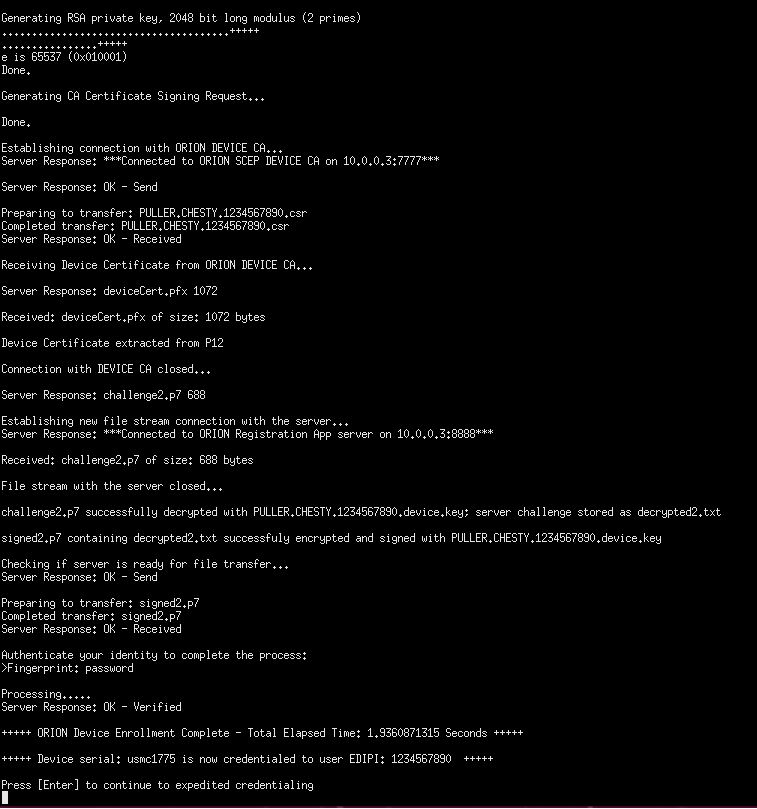 Generating RSA private key, 2048 bit long modulus (2 primes)
......................................+++++
................+++++
e is 65537 (0x010001)
Done.
Generating CA Certificate Signing Request...
Done.
Establishing connection with ORION DEVICE CA...
Server Response: ***Connected to ORION SCEP DEVICE CA on 10.0.0.3:7777***
Server Response: OK - Send
Preparing to transfer: PULLER.CHESTY.1234567890.csr
Completed transfer: PULLER.CHESTY.1234567890.csr
Server Response: OK - Received
Receiving Device Certificate from ORION DEVICE CA...
Server Response: deviceCert.pfx 1072
Received: deviceCert.pfx of size: 1072 bytes
Device Certificate extracted from P12
Connection with DEVICE CA closed...
Server Response: challenge2.p7 688
Establishing new file stream connection with the server...
Server Response: ***Connected to ORION Registration App server on 10.0.0.3:8888***
Received: challenge2.p7 of size: 688 bytes
File stream with the server closed...
challenge2.p7 successfully decrypted with PULLER.CHESTY.1234567890.device.key; server challenge stored as decrypted2.txt
signed2.p7 containing decrypted2.txt successfuly encrypted and signed with PULLER.CHESTY.1234567890.device.key
Checking if server is ready for file transfer...
Server Response: OK - Send
Preparing to transfer: signed2.p7
Completed transfer: signed2.p7
Server Response: OK - Received
Authenticate your identity to complete the process:
>Fingerprint: password
Processing.....
Server Response: OK - Verified
+++++ ORION Device Enrollment Complete - Total Elapsed Time: 1.9360871315 Seconds +++++
+++++ Device serial: usmc1775 is now credentialed to user EDIPI: 1234567890  +++++
Press [Enter] to continue to expedited credentialing